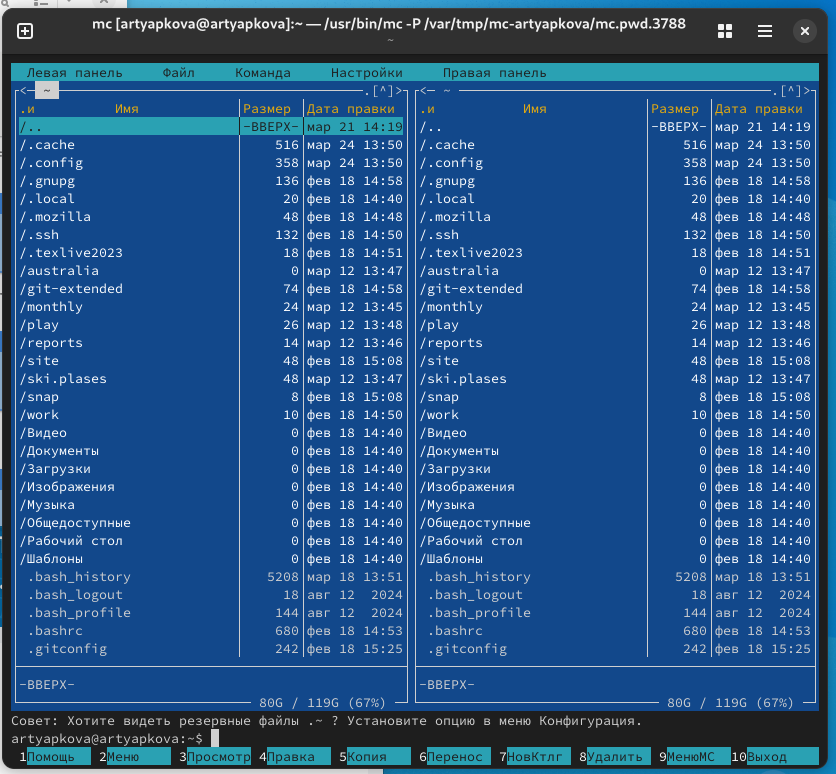 mc [artyapkova@artyapkova]:~ — /usr/bin/mc -P /var/tmp/mc-artyapkova/mc.pwd.3788
~
Левая панель Файл Команда Настройки Правая панель
<— ~ .[^]> <— ~ .[^]>
.и Имя Размер Дата правки .и Имя Размер Дата правки
/.. -ВВЕРХ- мар 21 14:19 /.. -ВВЕРХ- мар 21 14:19
/.cache 516 мар 24 13:50 /.cache 516 мар 24 13:50
/.config 358 мар 24 13:50 /.config 358 мар 24 13:50
/.gnupg 136 фев 18 14:58 /.gnupg 136 фев 18 14:58
/.local 20 фев 18 14:40 /.local 20 фев 18 14:40
/.mozilla 48 фев 18 14:48 /.mozilla 48 фев 18 14:48
/.ssh 132 фев 18 14:50 /.ssh 132 фев 18 14:50
/.texlive2023 18 фев 18 14:51 /.texlive2023 18 фев 18 14:51
/australia 0 мар 12 13:47 /australia 0 мар 12 13:47
/git-extended 74 фев 18 14:58 /git-extended 74 фев 18 14:58
/monthly 24 мар 12 13:45 /monthly 24 мар 12 13:45
/play 26 мар 12 13:48 /play 26 мар 12 13:48
/reports 14 мар 12 13:46 /reports 14 мар 12 13:46
/site 48 фев 18 15:08 /site 48 фев 18 15:08
/ski.plases 48 мар 12 13:47 /ski.plases 48 мар 12 13:47
/snap 8 фев 18 15:08 /snap 8 фев 18 15:08
/work 10 фев 18 14:50 /work 10 фев 18 14:50
/Видео 0 фев 18 14:40 /Видео 0 фев 18 14:40
/Документы 0 фев 18 14:40 /Документы 0 фев 18 14:40
/Загрузки 0 фев 18 14:40 /Загрузки 0 фев 18 14:40
/Изображения 0 фев 18 14:40 /Изображения 0 фев 18 14:40
/Музыка 0 фев 18 14:40 /Музыка 0 фев 18 14:40
/Общедоступные 0 фев 18 14:40 /Общедоступные 0 фев 18 14:40
/Рабочий стол 0 фев 18 14:40 /Рабочий стол 0 фев 18 14:40
/Шаблоны 0 фев 18 14:40 /Шаблоны 0 фев 18 14:40
.bash_history 5208 мар 18 13:51 .bash_history 5208 мар 18 13:51
.bash_logout 18 авг 12 2024 .bash_logout 18 авг 12 2024
.bash_profile 144 авг 12 2024 .bash_profile 144 авг 12 2024
.bashrc 680 фев 18 14:53 .bashrc 680 фев 18 14:53
.gitconfig 242 фев 18 15:25 .gitconfig 242 фев 18 15:25
-ВВЕРХ- -ВВЕРХ-
80G / 119G (67%) 80G / 119G (67%)
Совет: Хотите видеть резервные файлы .~ ? Установите опцию в меню Конфигурация.
artyapkova@artyapkova:~$
1Помощь 2Меню 3Просмотр 4Правка 5Копия 6Перенос 7НовКтлг 8Удалить 9МенюМС 10Выход